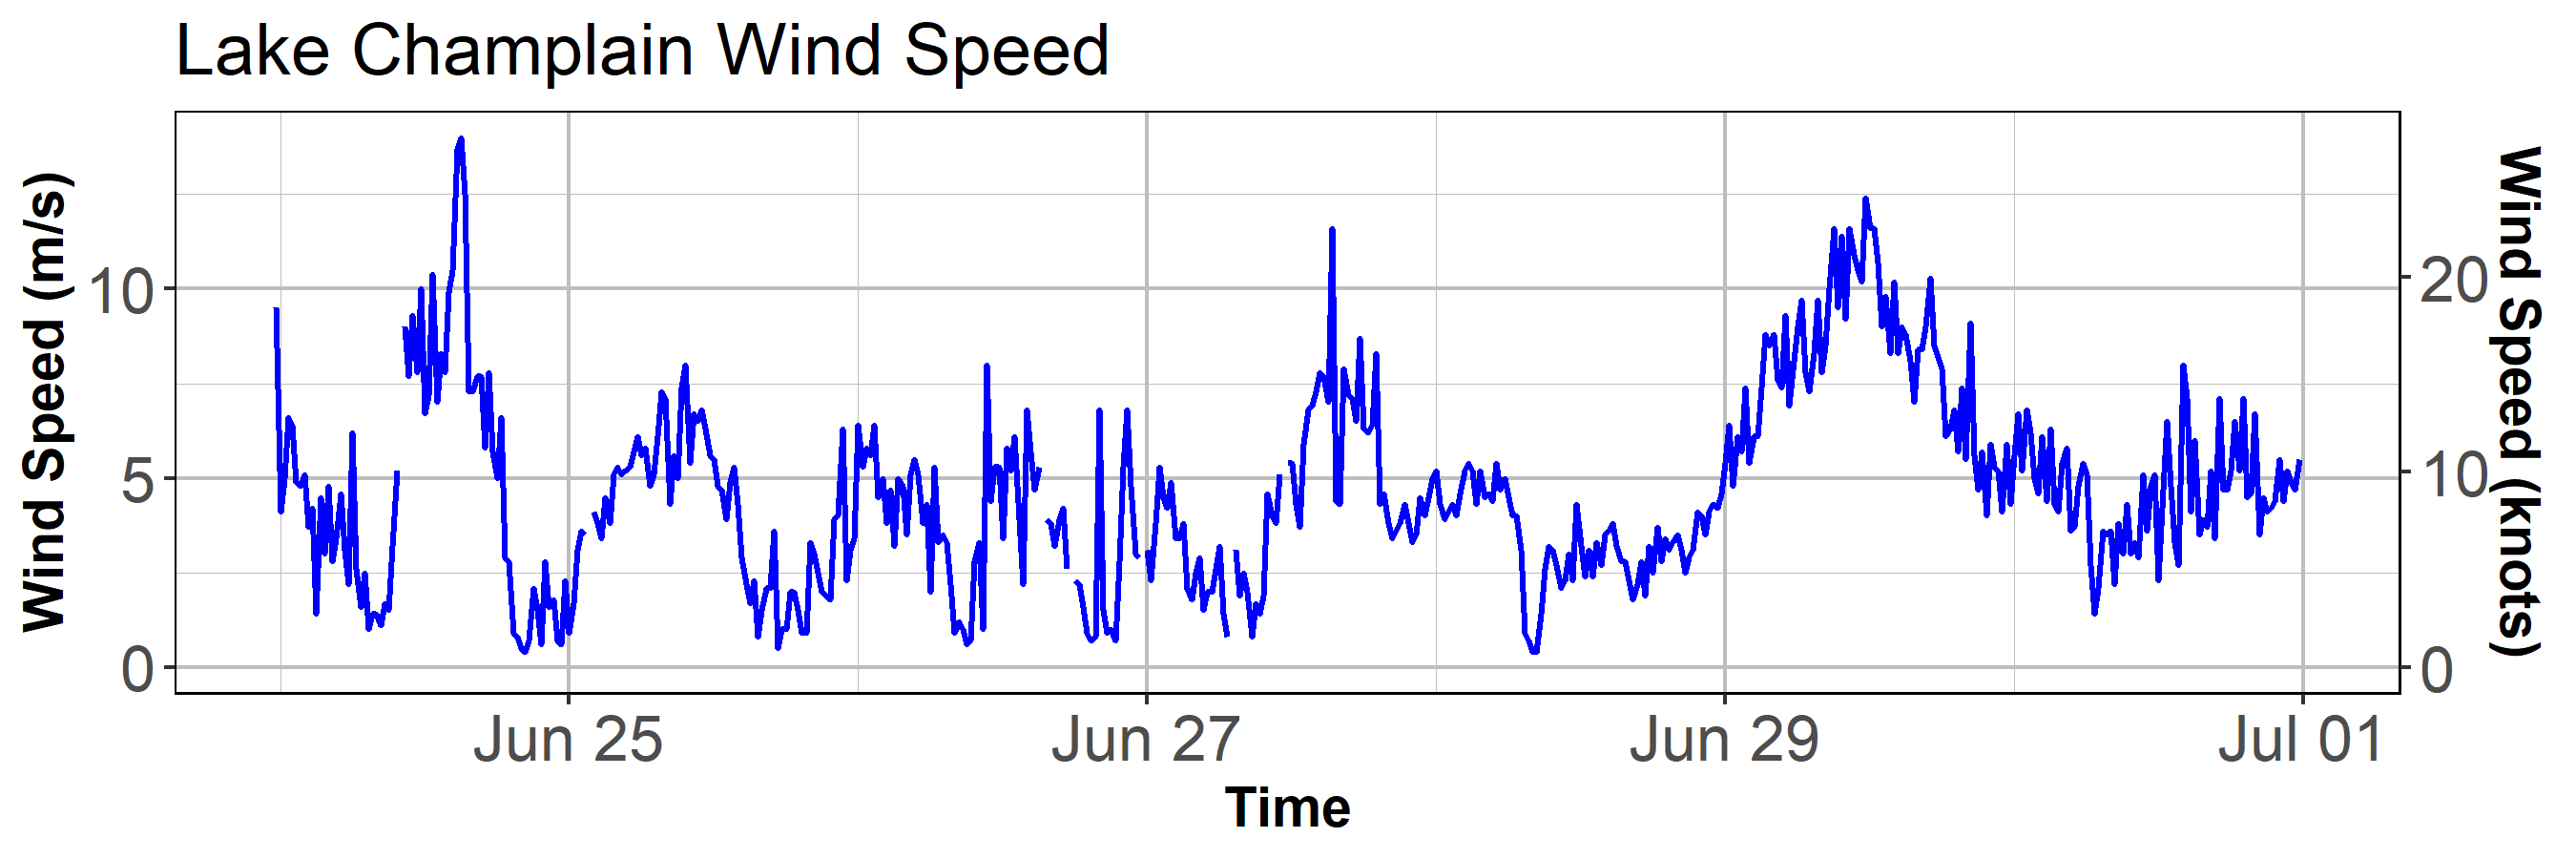 Lake Champlain Wind Speed
Wind Speed (m/s)
10
5
0
20
10
0
Wind Speed (knots)
Jun 25
Jun 27
Jun 29
Jul 01
Time